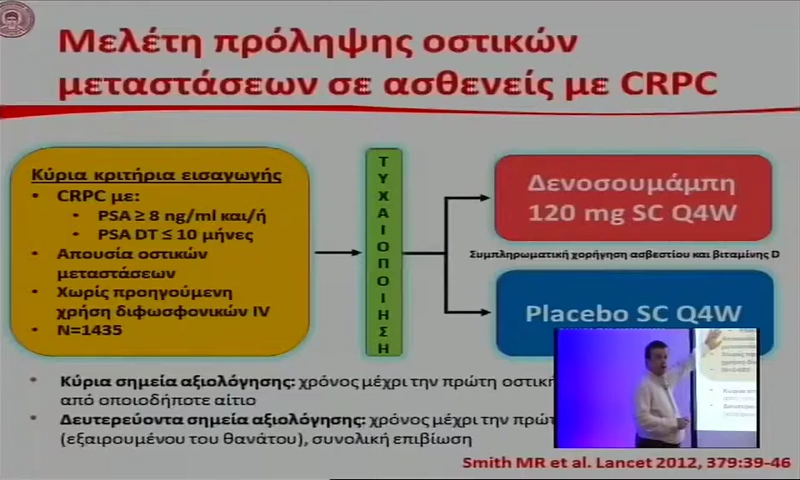 Μελέτη πρόληψης οστικών
μεταστάσεων σε ασθενείς με CRPC
Κύρια κριτήρια εισαγωγής
• CRPC με:
• PSA ≥ 8 ng/ml και/ή
• PSA DT ≤ 10 μήνες
• Απουσία οστικών
μεταστάσεων
• Χωρίς προηγούμενη
χρήση διφωσφονικών IV
• N=1435
ΤΥΧΑΙΟΠΟΙΗΣΗ
Δενοσουμάμπη
120 mg SC Q4W
Συμπληρωματική χορήγηση ασβεστίου και βιταμίνης D
Placebo SC Q4W
• Κύρια σημεία αξιολόγησης: χρόνος μέχρι την πρώτη οστική
από οποιοδήποτε αίτιο
• Δευτερεύοντα σημεία αξιολόγησης: χρόνος μέχρι την πρώτ
(εξαιρουμένου του θανάτου), συνολική επιβίωση
Smith MR et al. Lancet 2012, 379:39-46